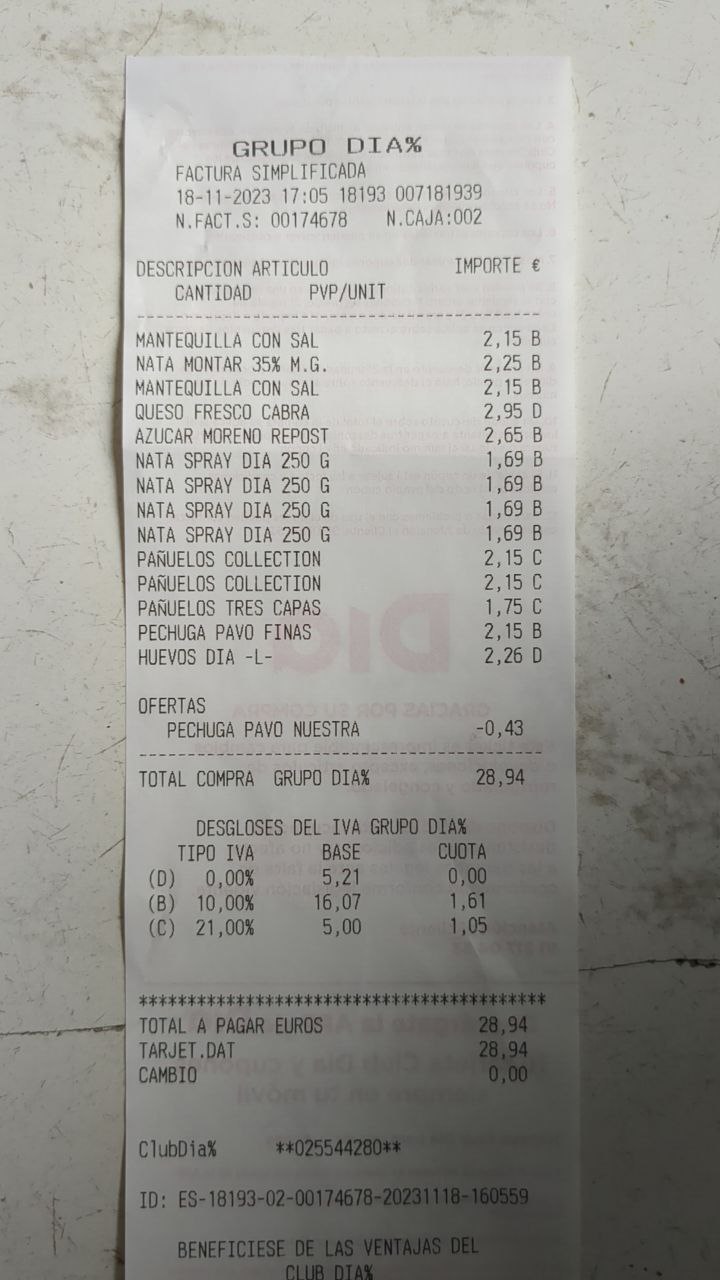 GRUPO DIA%
FACTURA SIMPLIFICADA
18-11-2023 17:05 18193 007181939
N.FACT.S: 00174678 N.CAJA:002
DESCRIPCION ARTICULO IMPORTE €
CANTIDAD PVP/UNIT
MANTEQUILLA CON SAL 2,15 B
NATA MONTAR 35% M.G. 2,25 B
MANTEQUILLA CON SAL 2,15 B
QUESO FRESCO CABRA 2,95 D
AZUCAR MORENO REPOST 2,65 B
NATA SPRAY DIA 250 G 1,69 B
NATA SPRAY DIA 250 G 1,69 B
NATA SPRAY DIA 250 G 1,69 B
NATA SPRAY DIA 250 G 1,69 B
PAÑUELOS COLLECTION 2,15 C
PAÑUELOS COLLECTION 2,15 C
PAÑUELOS TRES CAPAS 1,75 C
PECHUGA PAVO FINAS 2,15 B
HUEVOS DIA -L- 2,26 D
OFERTAS
PECHUGA PAVO NUESTRA -0,43
TOTAL COMPRA GRUPO DIA% 28,94
DESGLOSES DEL IVA GRUPO DIA%
TIPO IVA BASE CUOTA
(D) 0,00% 5,21 0,00
(B) 10,00% 16,07 1,61
(C) 21,00% 5,00 1,05
******************************************
TOTAL A PAGAR EUROS 28,94
TARJET.DAT 28,94
CAMBIO 0,00
ClubDia% **025544280**
ID: ES-18193-02-00174678-20231118-160559
BENEFICIESE DE LAS VENTAJAS DEL
CLUB DIA%